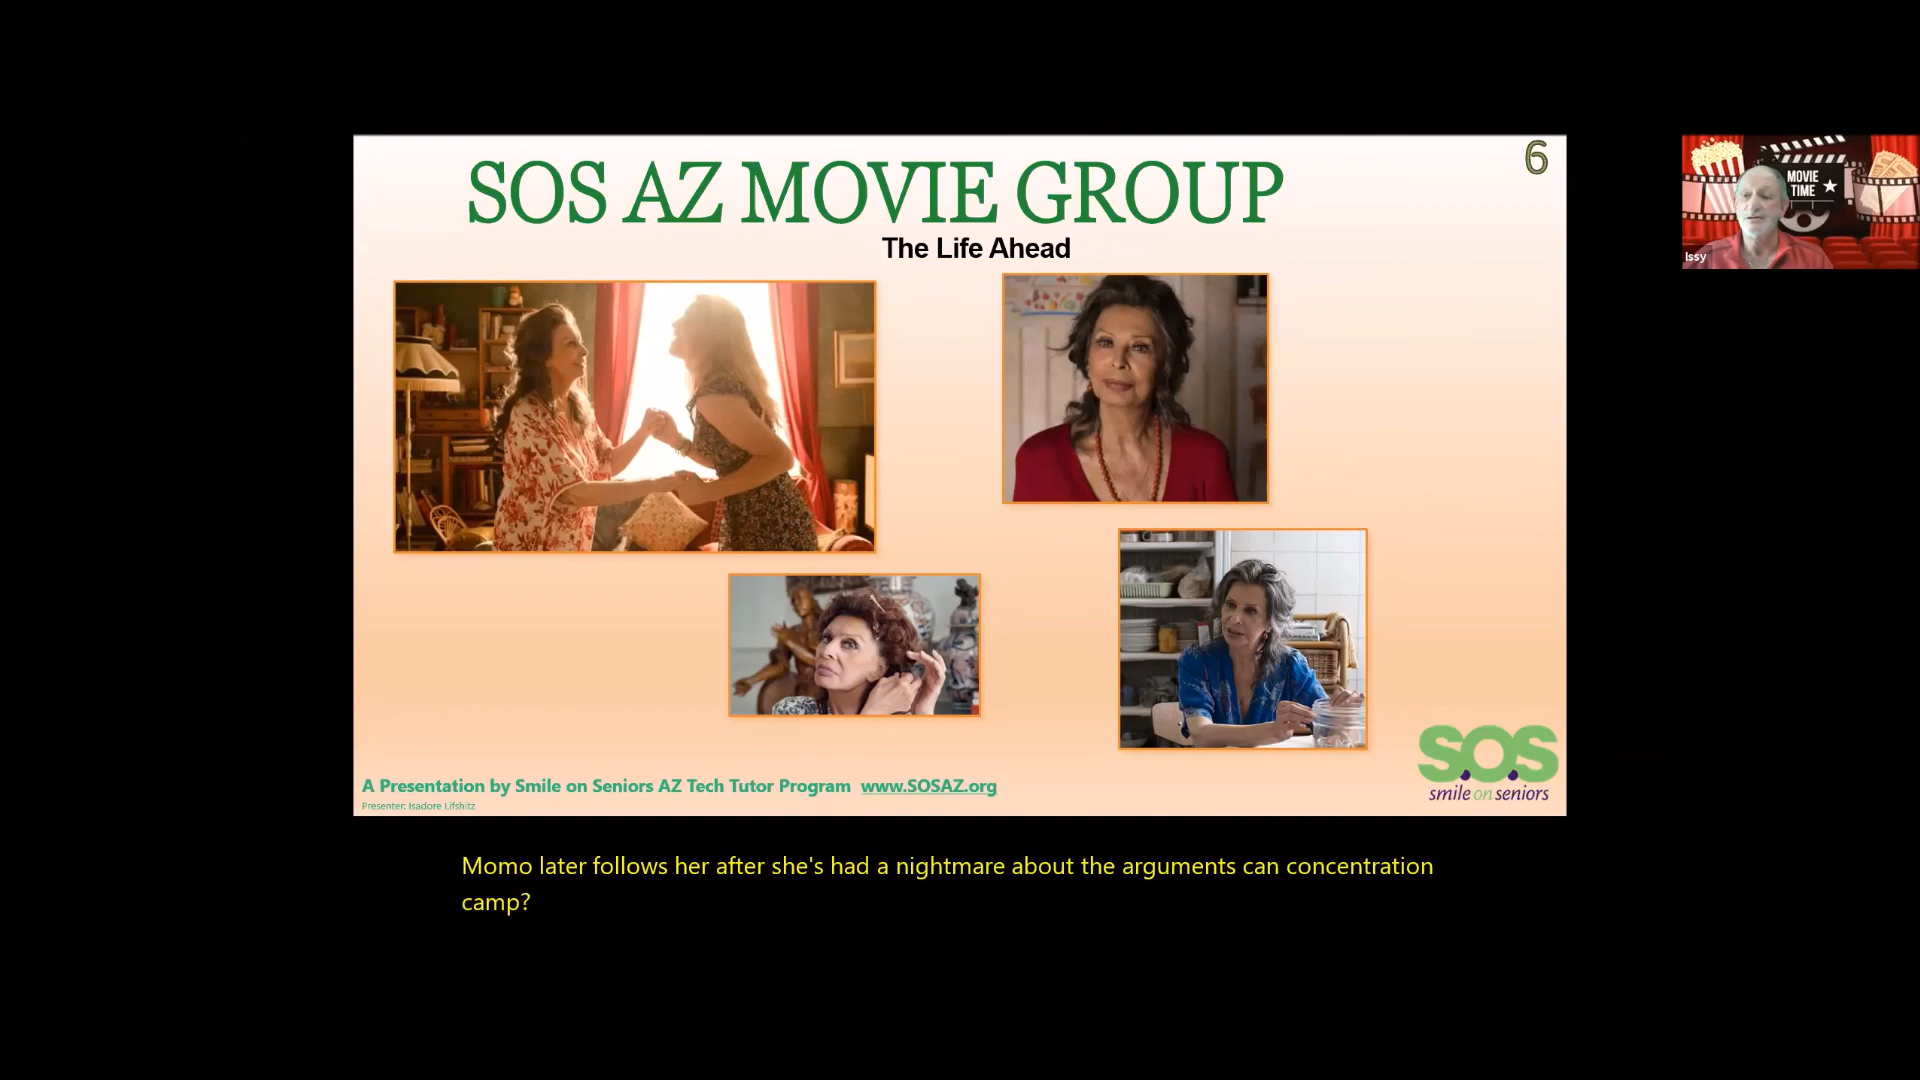 SOS AZ MOVIE GROUP
6
The Life Ahead
MOVIE
TIME
Issy
A Presentation by Smile on Seniors AZ Tech Tutor Program www.SOSAZ.org
Presenter: Isadore Lifshitz
S.O.S
smile on seniors
Momo later follows her after she's had a nightmare about the arguments can concentration
camp?